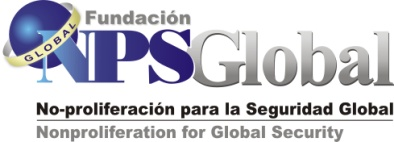 Fundación
GLOBAL
NPSGlobal
No-proliferación para la Seguridad Global
Nonproliferation for Global Security